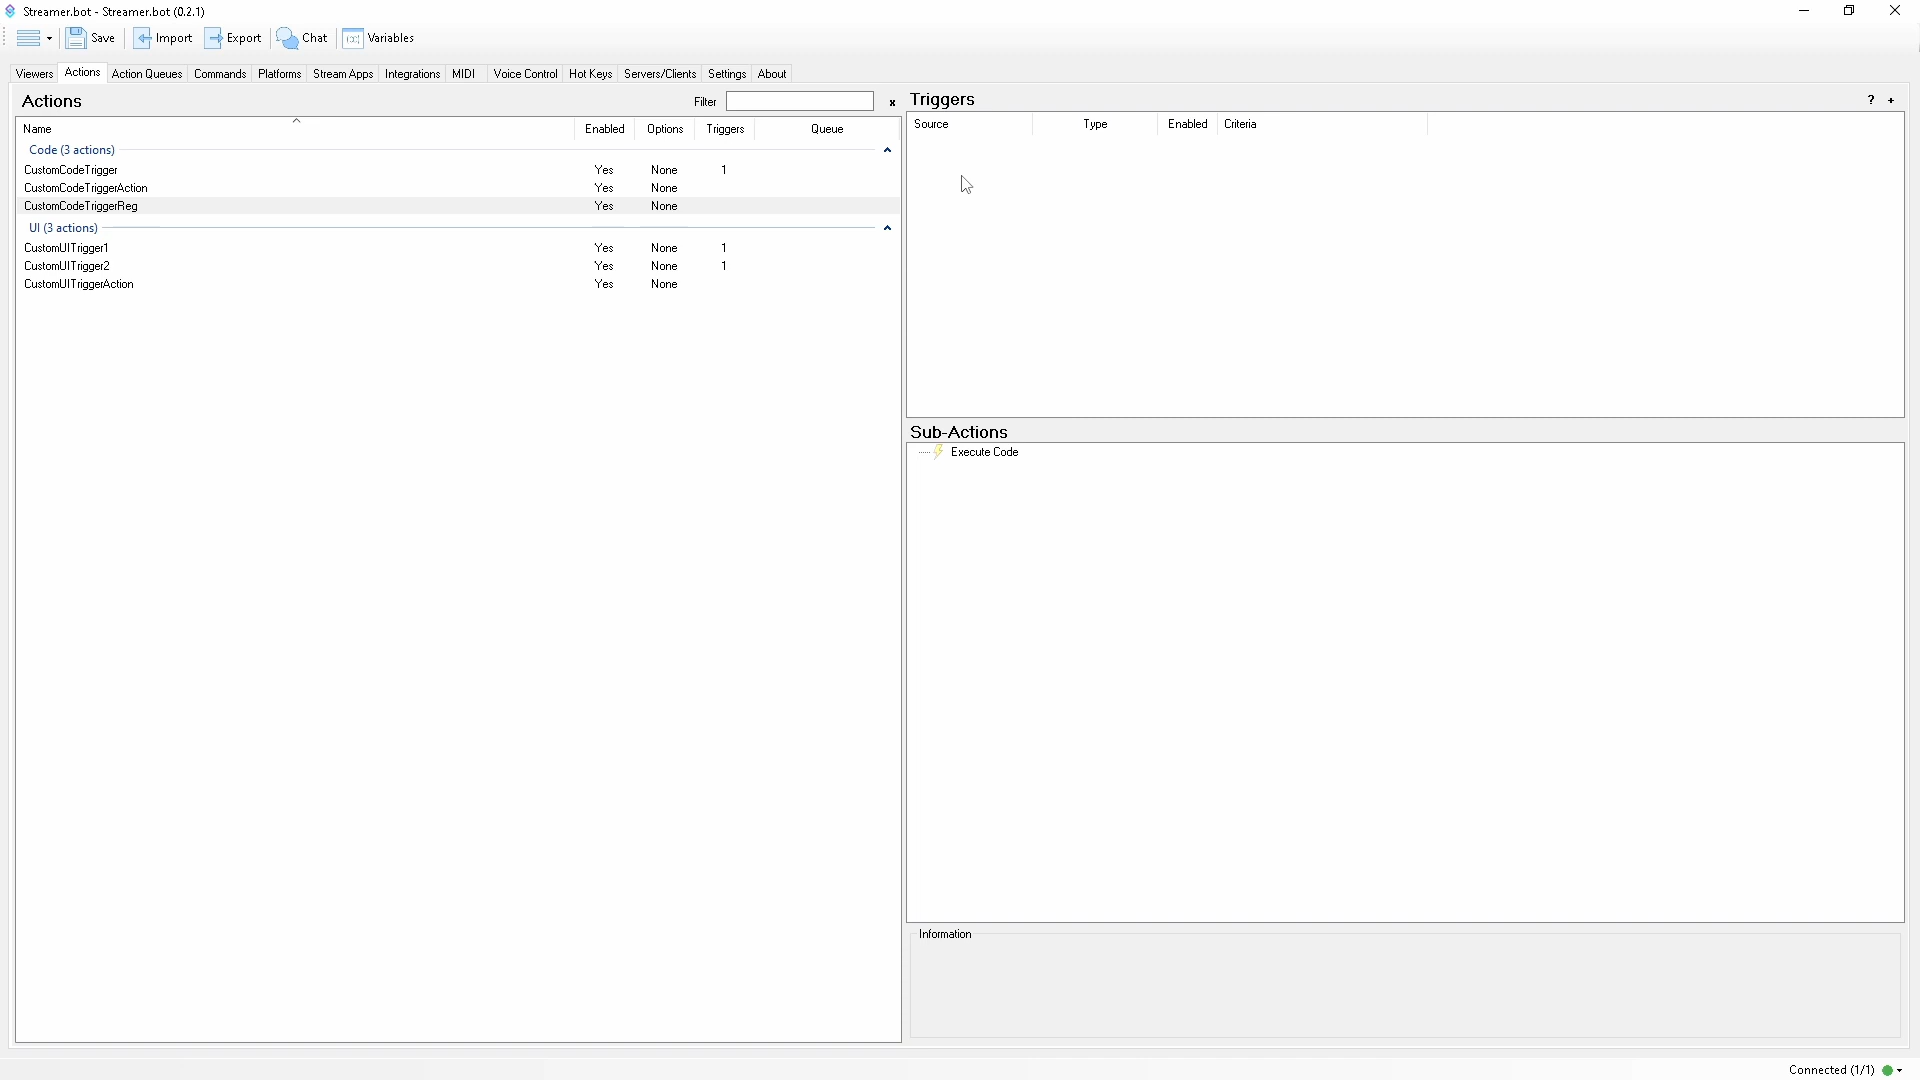 Streamer.bot - Streamer.bot (0.2.1)
Save Import Export Chat Variables
Viewers Actions Action Queues Commands Platforms Stream Apps Integrations MIDI Voice Control Hot Keys Servers/Clients Settings About
Actions Filter x
Name Enabled Options Triggers Queue
Code (3 actions)
CustomCodeTrigger Yes None 1
CustomCodeTriggerAction Yes None
CustomCodeTriggerReg Yes None
UI (3 actions)
CustomUITrigger1 Yes None 1
CustomUITrigger2 Yes None 1
CustomUITriggerAction Yes None
Triggers ? +
Source Type Enabled Criteria
Sub-Actions
Execute Code
Information
Connected (1/1)